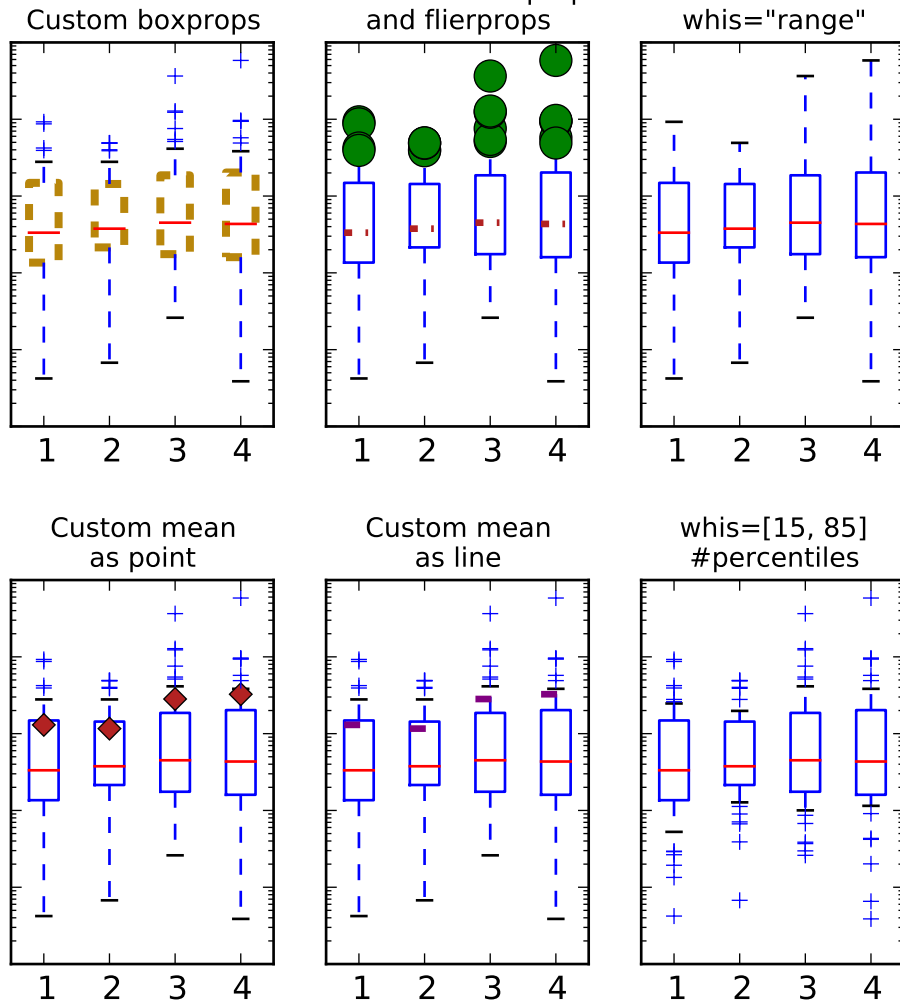 Custom boxprops
and flierprops
whis="range"
1 2 3 4
1 2 3 4
1 2 3 4
Custom mean
as point
Custom mean
as line
whis=[15, 85]
#percentiles
1 2 3 4
1 2 3 4
1 2 3 4